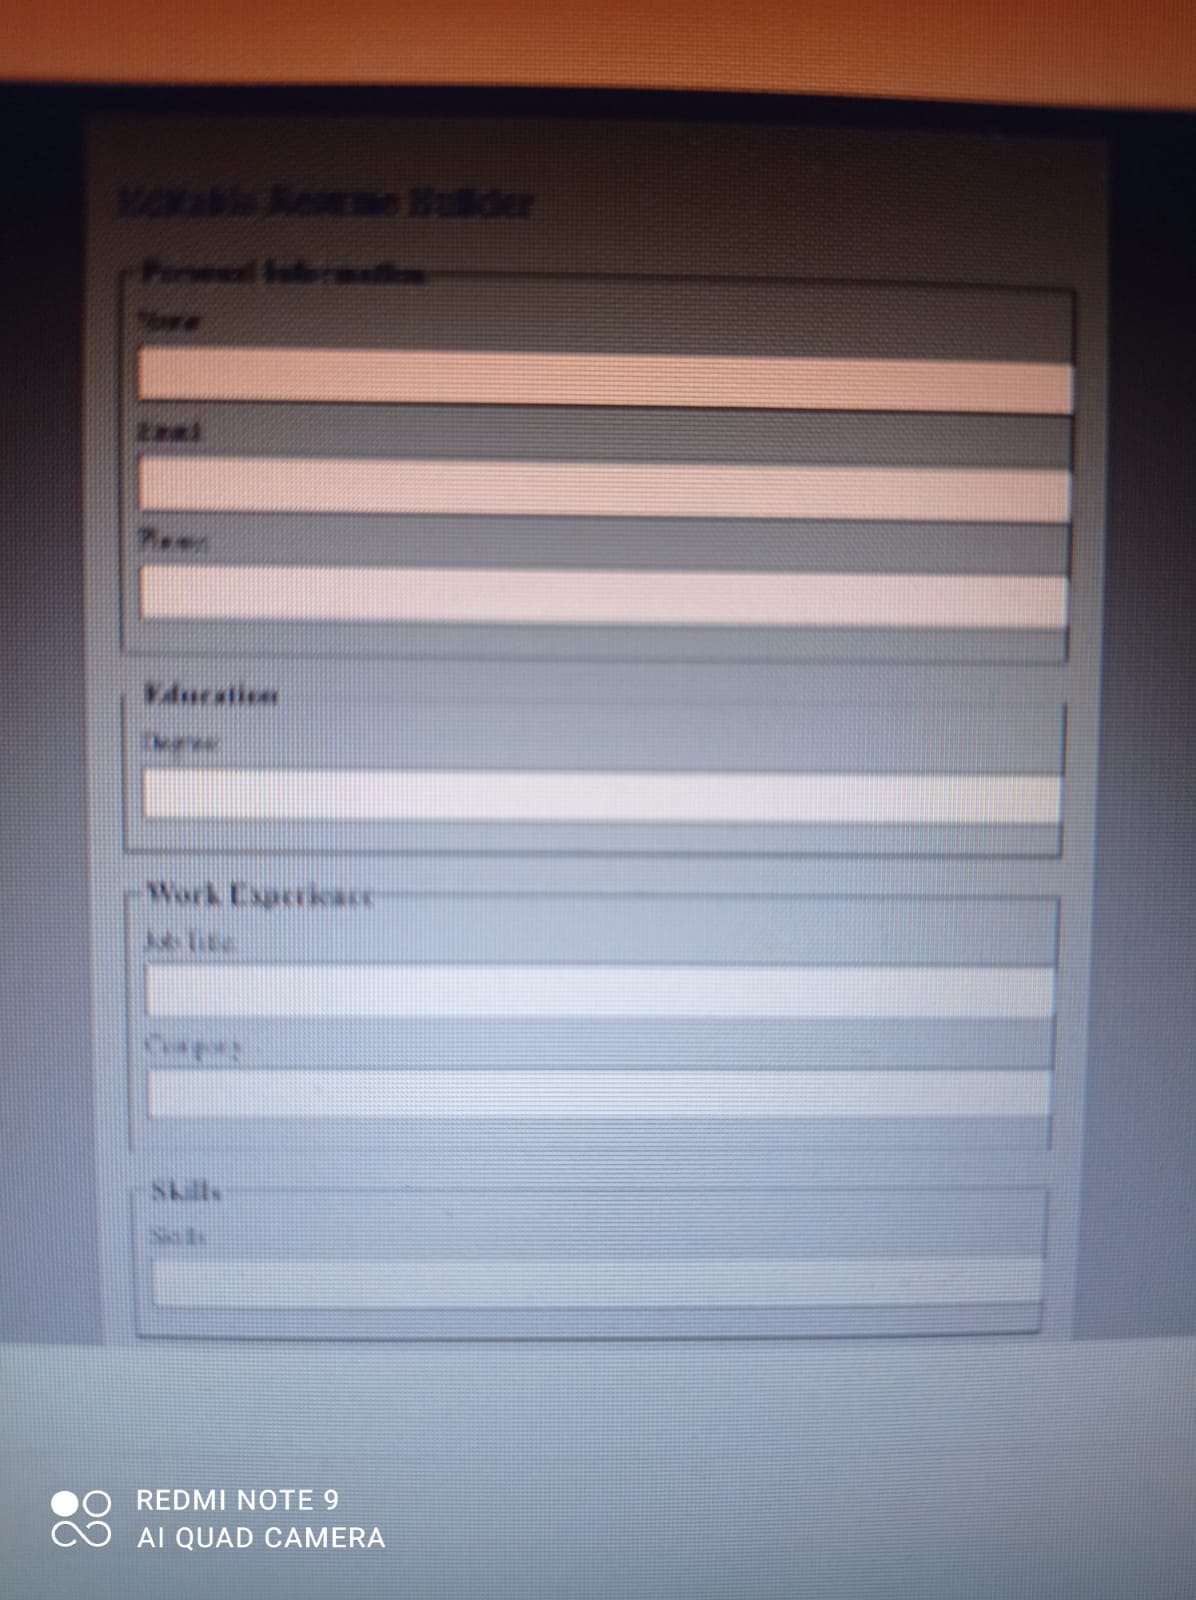 Editable Resume Builder
Personal Information
Name
Email
Phone
Education
Degree
Work Experience
Job Title
Company
Skills
Skills
REDMI NOTE 9
AI QUAD CAMERA